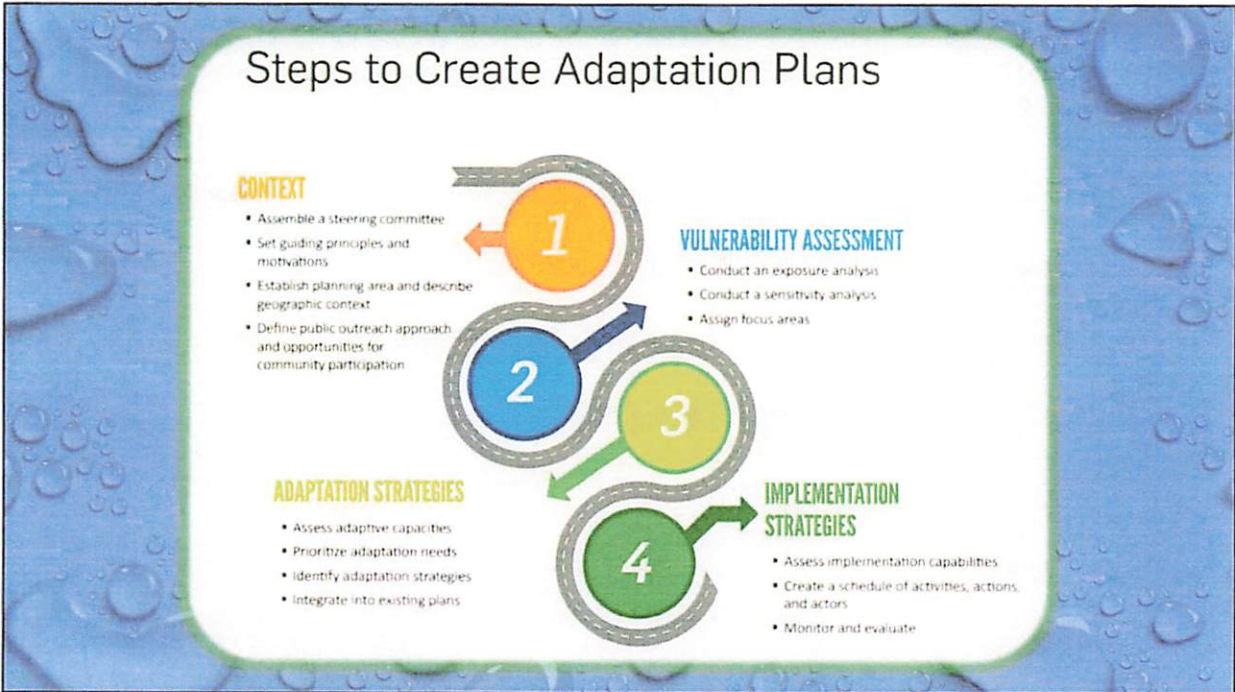 Steps to Create Adaptation Plans
1
CONTEXT
▪ Assemble a steering committee
▪ Set guiding principles and
motivations
▪ Establish planning area and describe
geographic context
▪ Define public outreach approach
and opportunities for
community participation
2
VULNERABILITY ASSESSMENT
▪ Conduct an exposure analysis
▪ Conduct a sensitivity analysis
▪ Assign focus areas
3
ADAPTATION STRATEGIES
▪ Assess adaptive capacities
▪ Prioritize adaptation needs
▪ Identify adaptation strategies
▪ Integrate into existing plans
4
IMPLEMENTATION
STRATEGIES
▪ Assess implementation capabilities
▪ Create a schedule of activities, actions,
and actors
▪ Monitor and evaluate